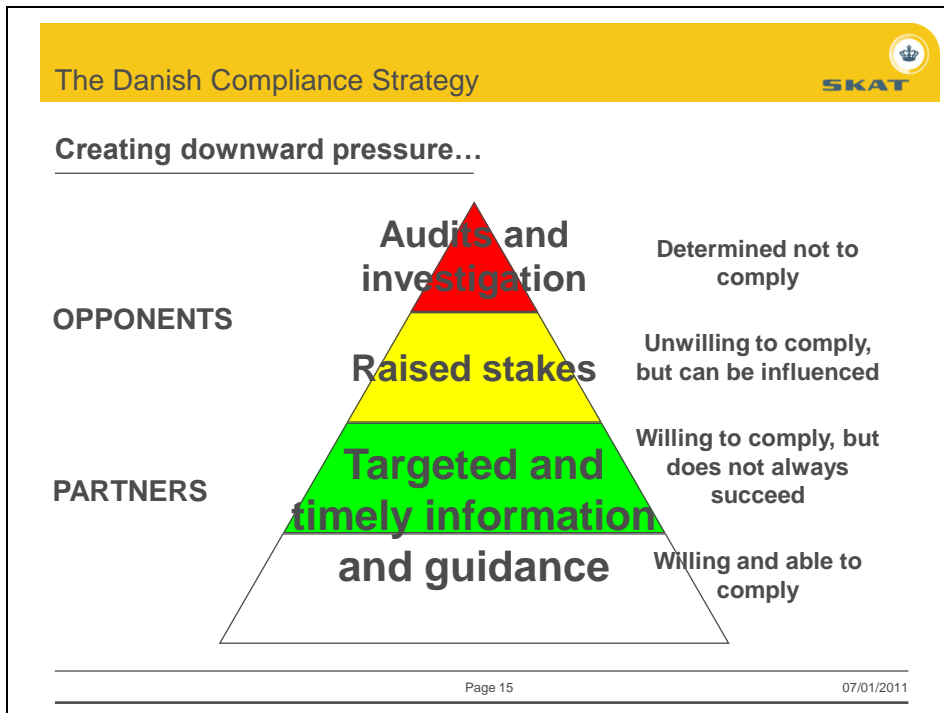 The Danish Compliance Strategy
SKAT
Creating downward pressure…
Audits and
investigation
Determined not to
comply
OPPONENTS
Raised stakes
Unwilling to comply,
but can be influenced
PARTNERS
Targeted and
timely information
and guidance
Willing to comply, but
does not always
succeed
Willing and able to
comply
Page 15
07/01/2011